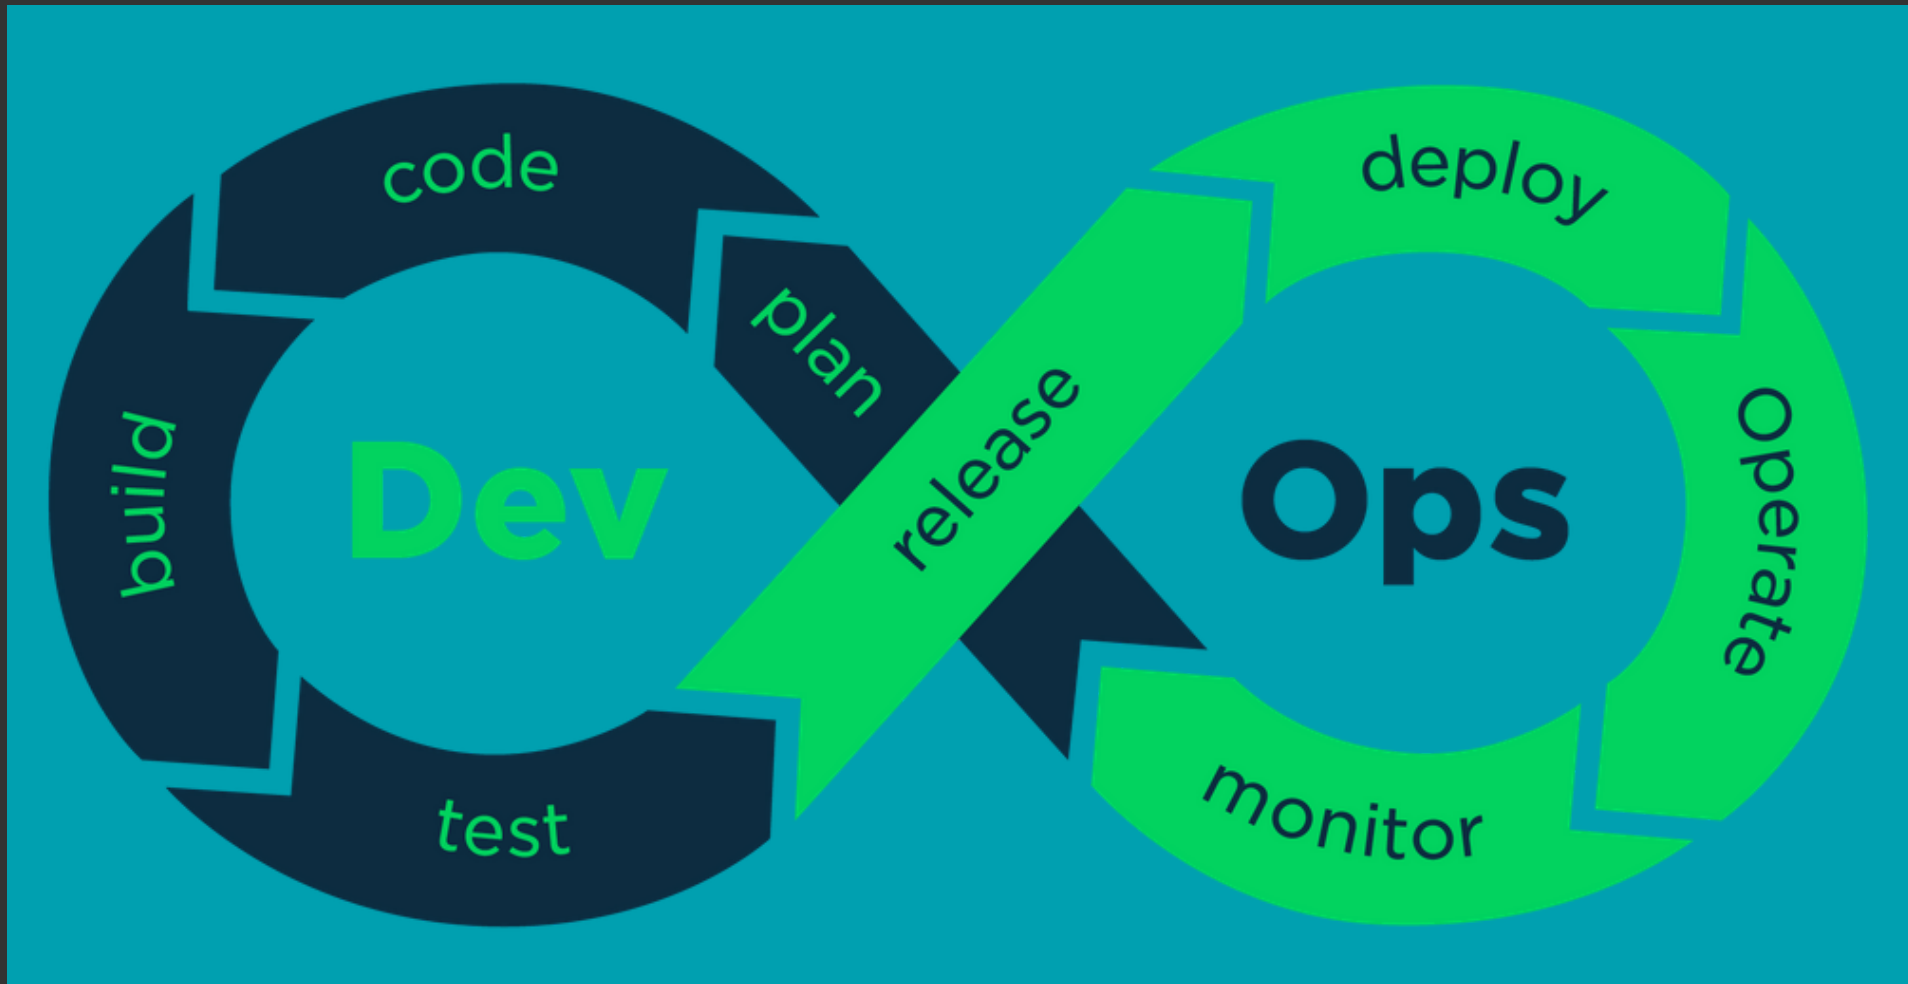 code
deploy
plan
build
Dev
release
Ops
Operate
test
monitor